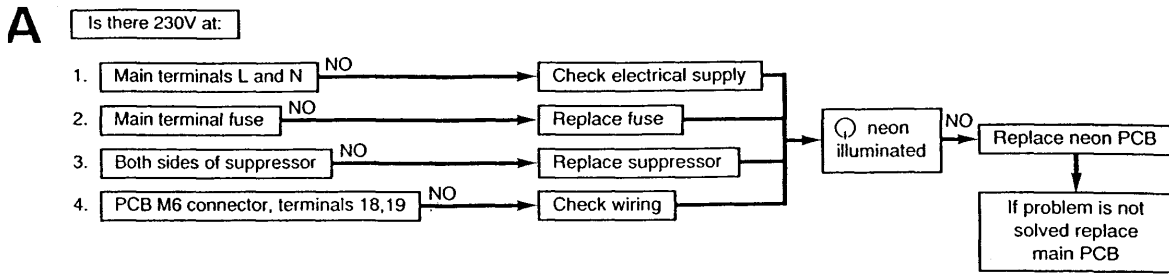 A
Is there 230V at:
1. Main terminals L and N
NO
Check electrical supply
2. Main terminal fuse
NO
Replace fuse
3. Both sides of suppressor
NO
Replace suppressor
4. PCB M6 connector, terminals 18,19
NO
Check wiring
neon
illuminated
NO
Replace neon PCB
If problem is not
solved replace
main PCB